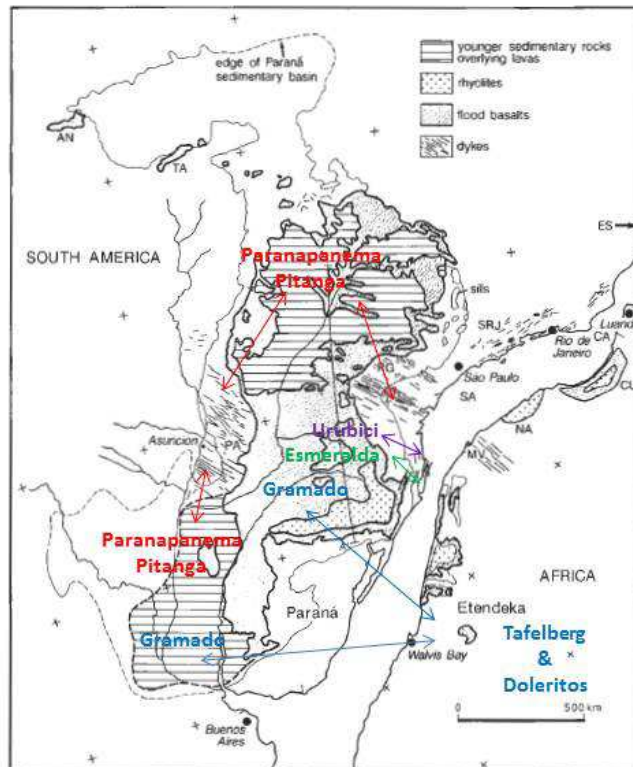 edge of Paraná
sedimentary basin
younger sedimentary rocks
overlying lavas
rhyolites
flood basalts
dykes
AN
TA
SOUTH AMERICA
ES
Paranapanema
Pitanga
sills
SRJ
Luand
CA
Rio de
Janeiro
CU
PG
São Paulo
SA
NA
Asuncion
PA
Urubici
Esmeralda
MV
Gramado
Paranapanema
Pitanga
AFRICA
Paraná
Etendeka
Gramado
Walvis Bay
Tafelberg
&
Doleritos
Buenos
Aires
0
500 km